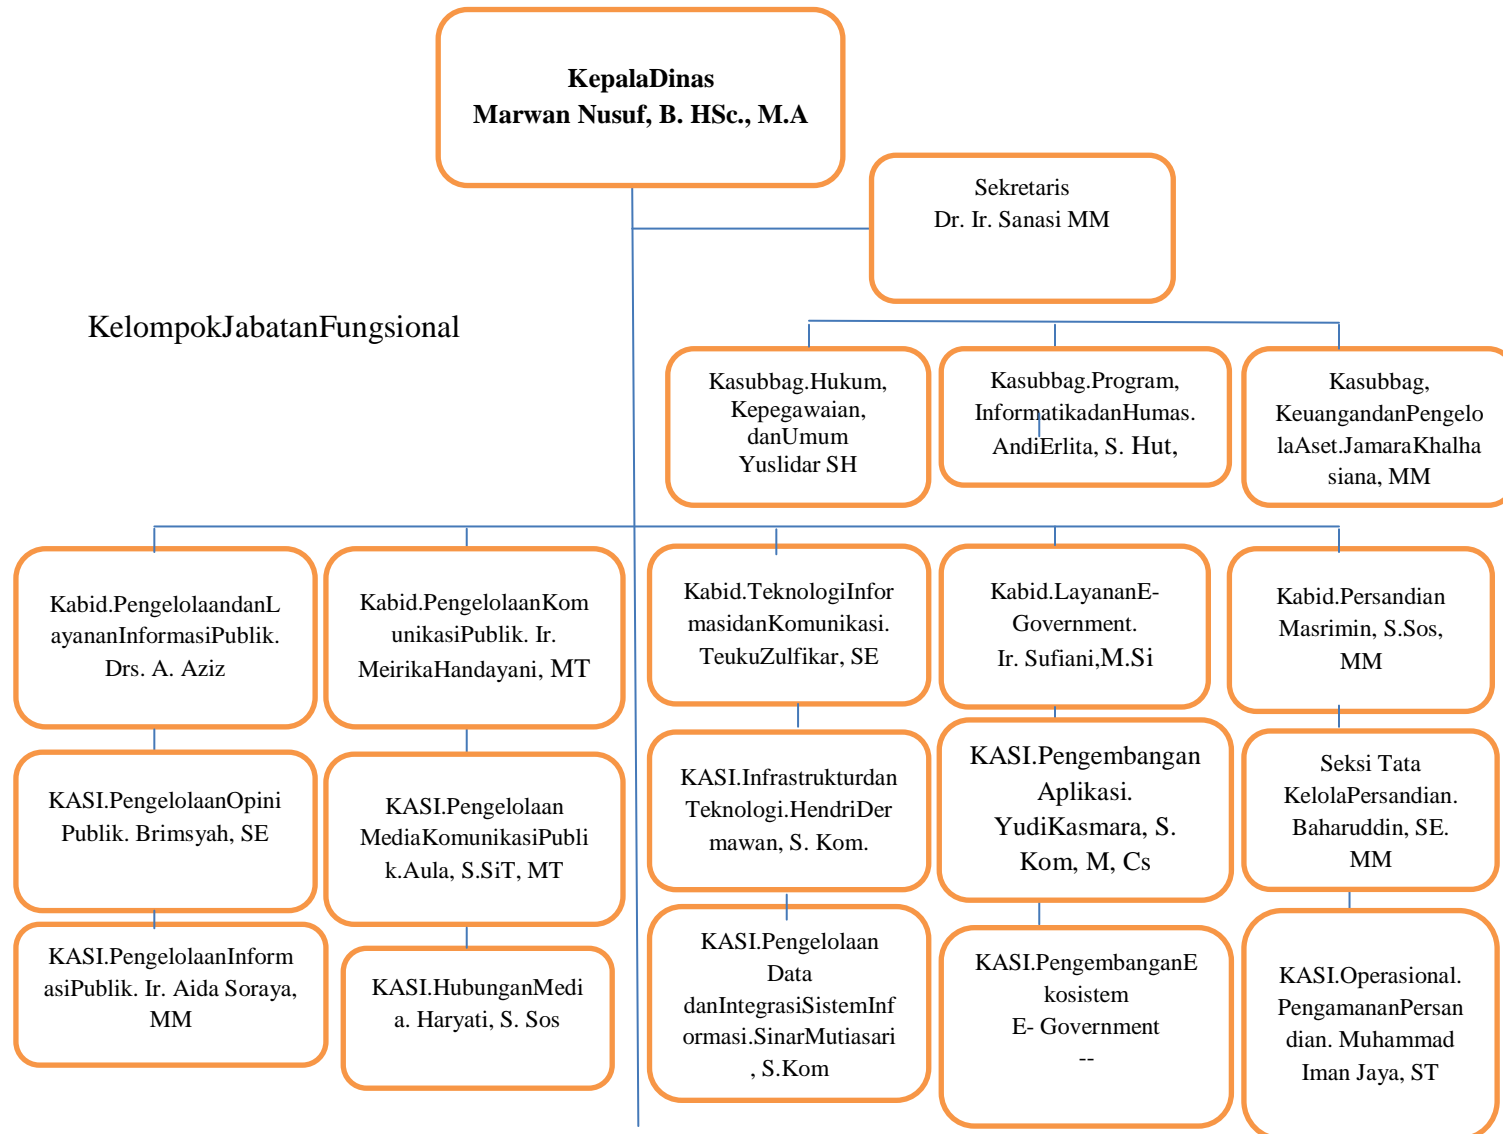 KepalaDinas
Marwan Nusuf, B. HSc., M.A
Sekretaris
Dr. Ir. Sanasi MM
KelompokJabatanFungsional
Kasubbag.Hukum,
Kepegawaian,
danUmum
Yuslidar SH
Kasubbag.Program,
InformatikadanHumas.
AndiErlita, S. Hut,
Kasubbag,
KeuangandanPengelo
laAset.JamaraKhalha
siana, MM
Kabid.PengelolaandanL
ayananInformasiPublik.
Drs. A. Aziz
Kabid.PengelolaanKom
unikasiPublik. Ir.
MeirikaHandayani, MT
Kabid.TeknologiInfor
masidanKomunikasi.
TeukuZulfikar, SE
Kabid.LayananE-
Government.
Ir. Sufiani,M.Si
Kabid.Persandian
Masrimin, S.Sos,
MM
KASI.PengelolaanOpini
Publik. Brimsyah, SE
KASI.Pengelolaan
MediaKomunikasiPubli
k.Aula, S.SiT, MT
KASI.Infrastrukturdan
Teknologi.HendriDer
mawan, S. Kom.
KASI.Pengembangan
Aplikasi.
YudiKasmara, S.
Kom, M, Cs
Seksi Tata
KelolaPersandian.
Baharuddin, SE.
MM
KASI.PengelolaanInform
asiPublik. Ir. Aida Soraya,
MM
KASI.HubunganMedi
a. Haryati, S. Sos
KASI.Pengelolaan
Data
danIntegrasiSistemInf
ormasi.SinarMutiasari
, S.Kom
KASI.PengembanganE
kosistem
E- Government
--
KASI.Operasional.
PengamananPersan
dian. Muhammad
Iman Jaya, ST